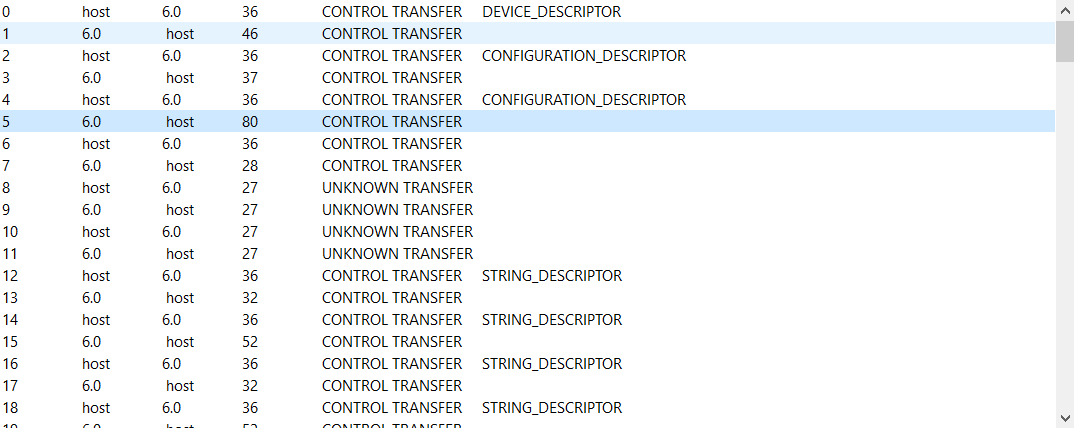 0 host 6.0 36 CONTROL TRANSFER DEVICE_DESCRIPTOR
1 6.0 host 46 CONTROL TRANSFER
2 host 6.0 36 CONTROL TRANSFER CONFIGURATION_DESCRIPTOR
3 6.0 host 37 CONTROL TRANSFER
4 host 6.0 36 CONTROL TRANSFER CONFIGURATION_DESCRIPTOR
5 6.0 host 80 CONTROL TRANSFER
6 host 6.0 36 CONTROL TRANSFER
7 6.0 host 28 CONTROL TRANSFER
8 host 6.0 27 UNKNOWN TRANSFER
9 6.0 host 27 UNKNOWN TRANSFER
10 6.0 host 27 UNKNOWN TRANSFER
11 6.0 host 27 UNKNOWN TRANSFER
12 host 6.0 36 CONTROL TRANSFER STRING_DESCRIPTOR
13 6.0 host 32 CONTROL TRANSFER
14 host 6.0 36 CONTROL TRANSFER STRING_DESCRIPTOR
15 6.0 host 52 CONTROL TRANSFER
16 host 6.0 36 CONTROL TRANSFER STRING_DESCRIPTOR
17 6.0 host 32 CONTROL TRANSFER
18 host 6.0 36 CONTROL TRANSFER STRING_DESCRIPTOR
19 6.0 host 52 CONTROL TRANSFER